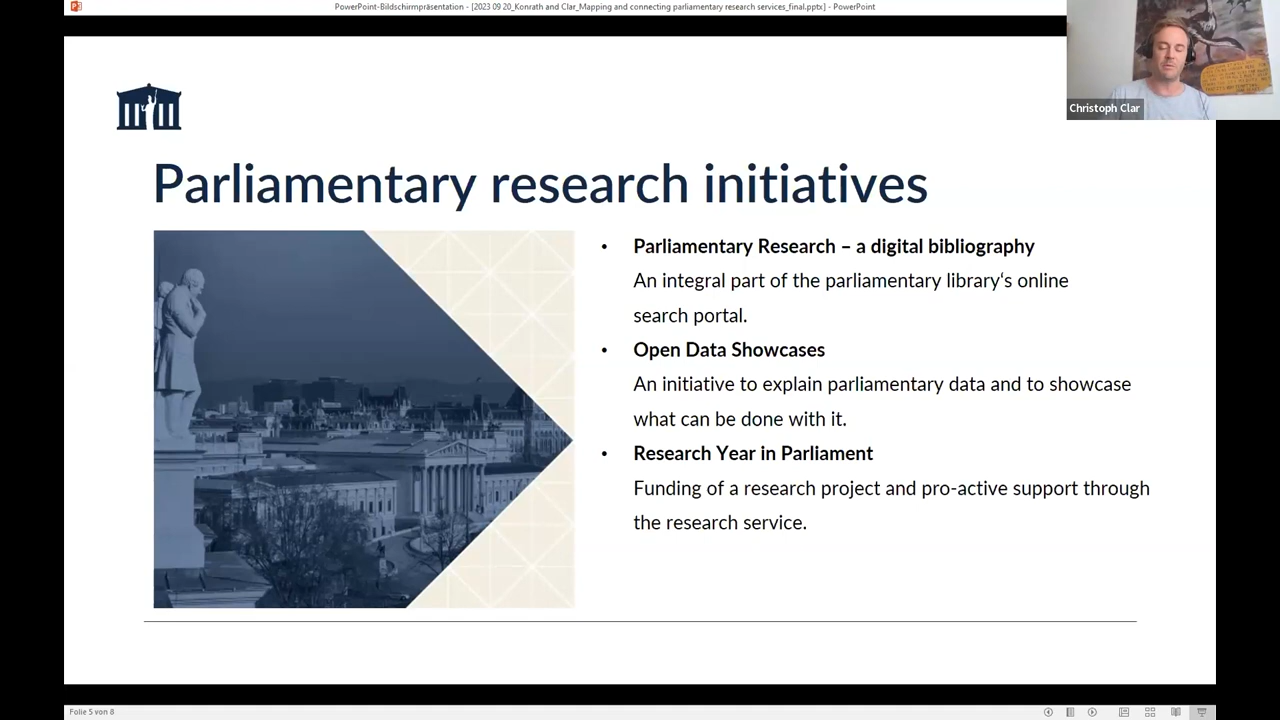 PowerPoint-Bildschirmpräsentation - [2023 09 20_Konrath and Clar_Mapping and connecting parliamentary research services_final.pptx] - PowerPoint
Christoph Clar
Parliamentary research initiatives
• Parliamentary Research – a digital bibliography
An integral part of the parliamentary library‘s online
search portal.
• Open Data Showcases
An initiative to explain parliamentary data and to showcase
what can be done with it.
• Research Year in Parliament
Funding of a research project and pro-active support through
the research service.
Folie 5 von 8